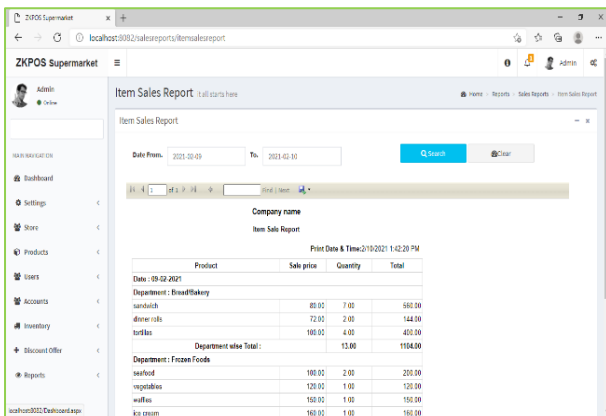 ZKPOS Supermarket
localhost:8082/salesreports/itemsalesreport
ZKPOS Supermarket
Admin
Admin
Online
Item Sales Report It all starts here
Home > Reports > Sales Reports > Item Sales Report
Item Sales Report
MAIN NAVIGATION
Dashboard
Settings
Store
Products
Users
Accounts
Inventory
Discount Offer
Reports
Date From. 2021-02-09 To. 2021-02-10 Search Clear
1 of 1 Find | Next
Company name
Item Sale Report
Print Date & Time:2/10/2021 1:42:20 PM
Product Sale price Quantity Total
Date : 09-02-2021
Department : Bread/Bakery
sandwich 80.00 7.00 560.00
dinner rolls 72.00 2.00 144.00
tortillas 100.00 4.00 400.00
Department wise Total : 13.00 1104.00
Department : Frozen Foods
seafood 100.00 2.00 200.00
vegetables 120.00 1.00 120.00
waffles 150.00 1.00 150.00
ice cream 160.00 1.00 160.00
localhost:8082/Dashboard.aspx